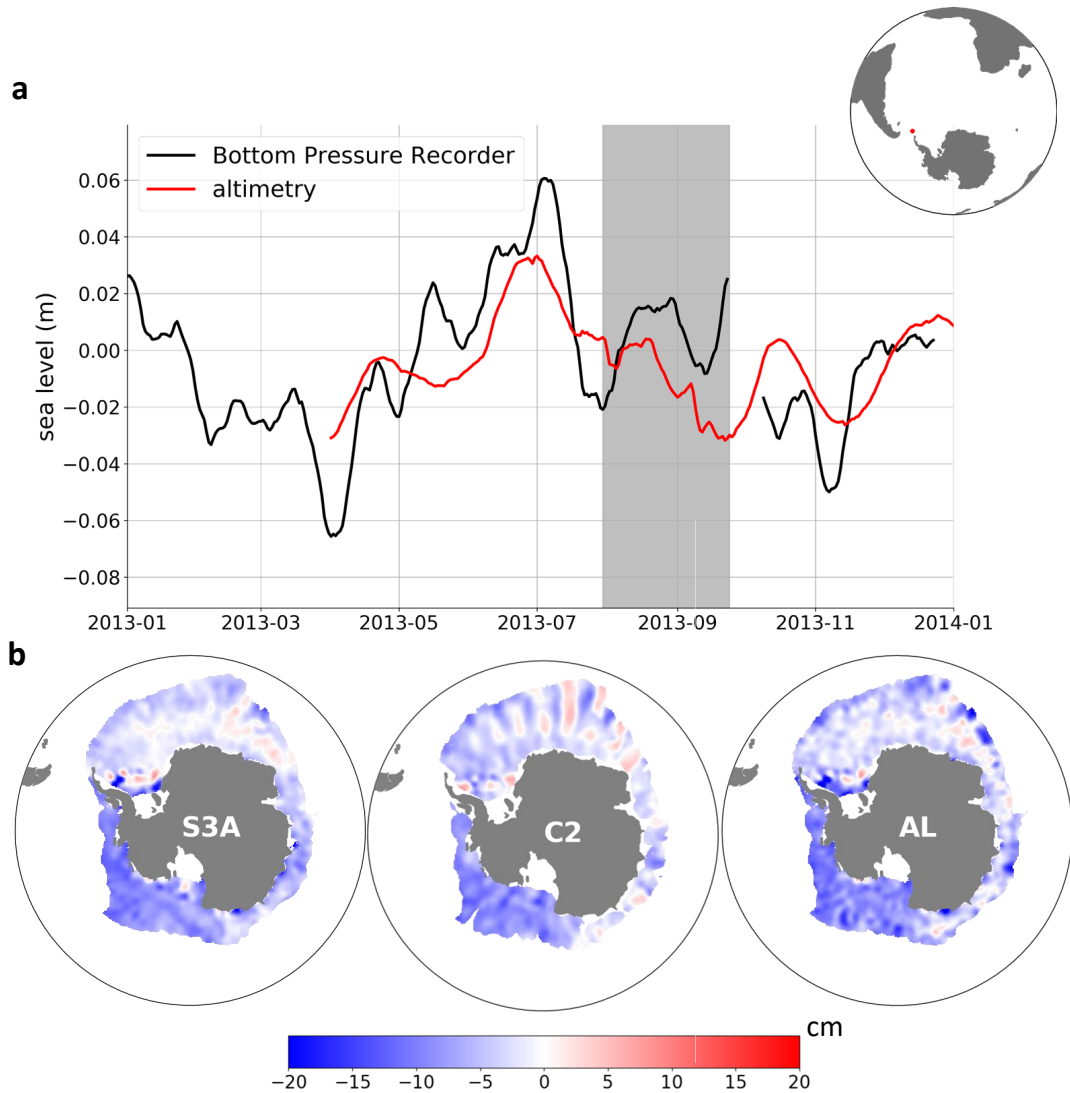 a
Bottom Pressure Recorder
altimetry
sea level (m)
0.06
0.04
0.02
0.00
−0.02
−0.04
−0.06
−0.08
2013-01 2013-03 2013-05 2013-07 2013-09 2013-11 2014-01
b
S3A C2 AL
cm
−20 −15 −10 −5 0 5 10 15 20